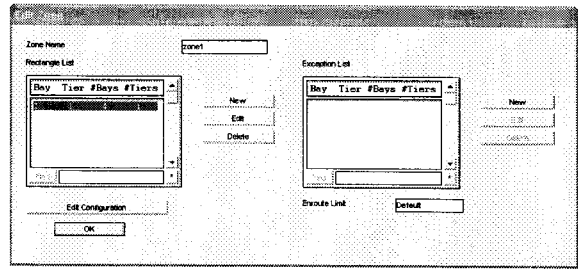 Zone Name
zone1
Rectangle List
Exception List
Bay Tier #Bays #Tiers
Bay Tier #Bays #Tiers
New
New
Edit
Edit
Delete
Delete
Edit Configuration
Enroute Limit
Default
OK